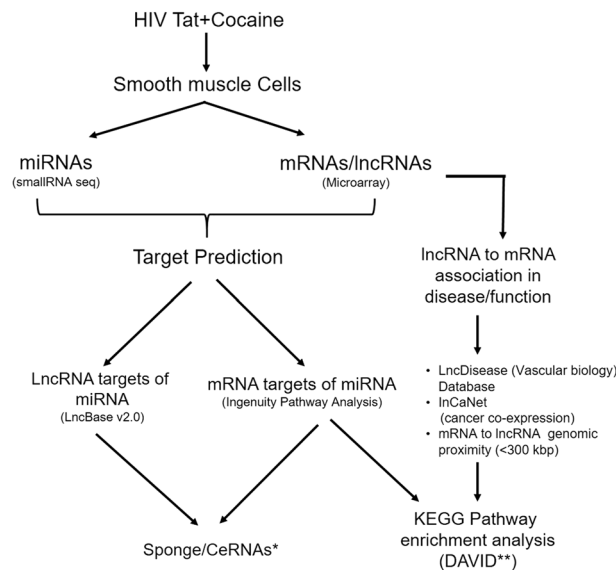 HIV Tat+Cocaine
Smooth muscle Cells
miRNAs
(smallRNA seq)
mRNAs/lncRNAs
(Microarray)
Target Prediction
lncRNA to mRNA
association in
disease/function
LncRNA targets of
miRNA
(LncBase v2.0)
mRNA targets of miRNA
(Ingenuity Pathway Analysis)
• LncDisease (Vascular biology)
Database
• lnCaNet
(cancer co-expression)
• mRNA to lncRNA genomic
proximity (<300 kbp)
Sponge/CeRNAs*
KEGG Pathway
enrichment analysis
(DAVID**)